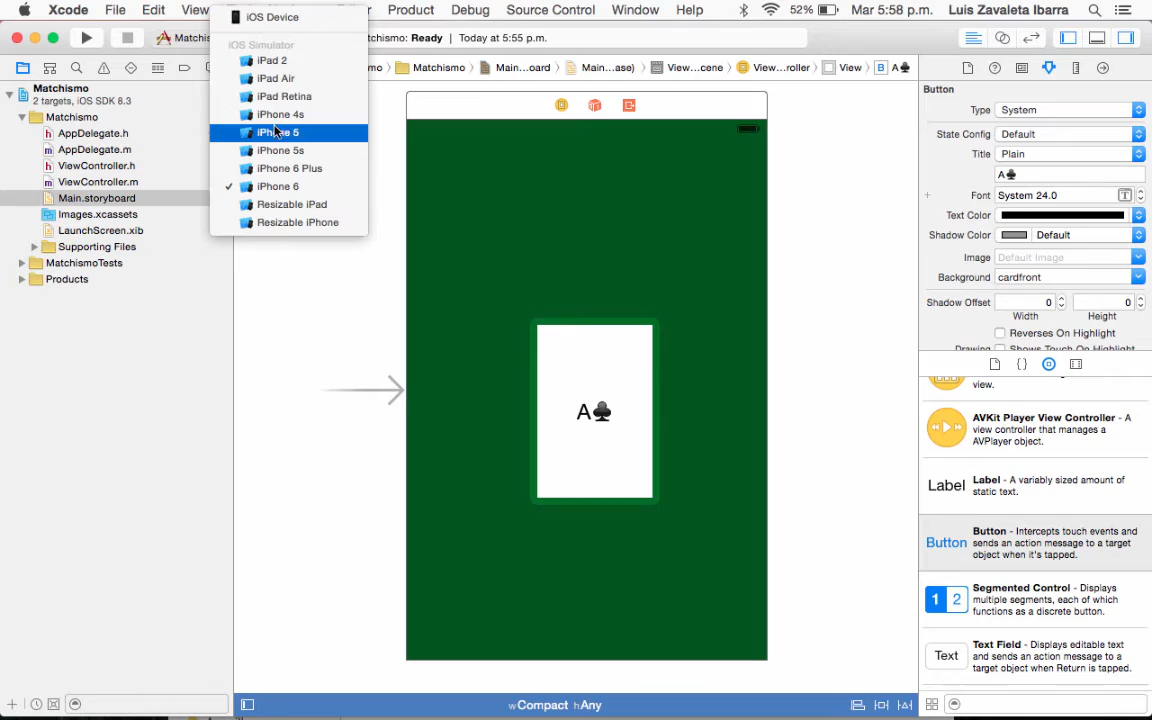 Xcode File Edit View Product Debug Source Control Window Help 52% Mar 5:58 p.m. Luis Zavaleta Ibarra
Matchismo: Ready Today at 5:55 p.m.
iOS Device
iOS Simulator
iPad 2
iPad Air
iPad Retina
iPhone 4s
iPhone 5
iPhone 5s
iPhone 6 Plus
✓ iPhone 6
Resizable iPad
Resizable iPhone
Matchismo Main...oard Main...ase) View...cene View...roller View B A♣
Matchismo
2 targets, iOS SDK 8.3
Matchismo
AppDelegate.h
AppDelegate.m
ViewController.h
ViewController.m
Main.storyboard
Images.xcassets
LaunchScreen.xib
Supporting Files
MatchismoTests
Products
A♣
wCompact hAny
Button
Type System
State Config Default
Title Plain
A♣
Font System 24.0 T
Text Color
Shadow Color Default
Image Default Image
Background cardfront
Shadow Offset 0 0
Width Height
Reverses On Highlight
Drawing Shows Touch On Highlight
view.
AVKit Player View Controller - A
view controller that manages a
AVPlayer object.
Label Label - A variably sized amount of
static text.
Button Button - Intercepts touch events and
sends an action message to a target
object when it's tapped.
1 2 Segmented Control - Displays
multiple segments, each of which
functions as a discrete button.
Text Text Field - Displays editable text
and sends an action message to a
target object when Return is tapped.